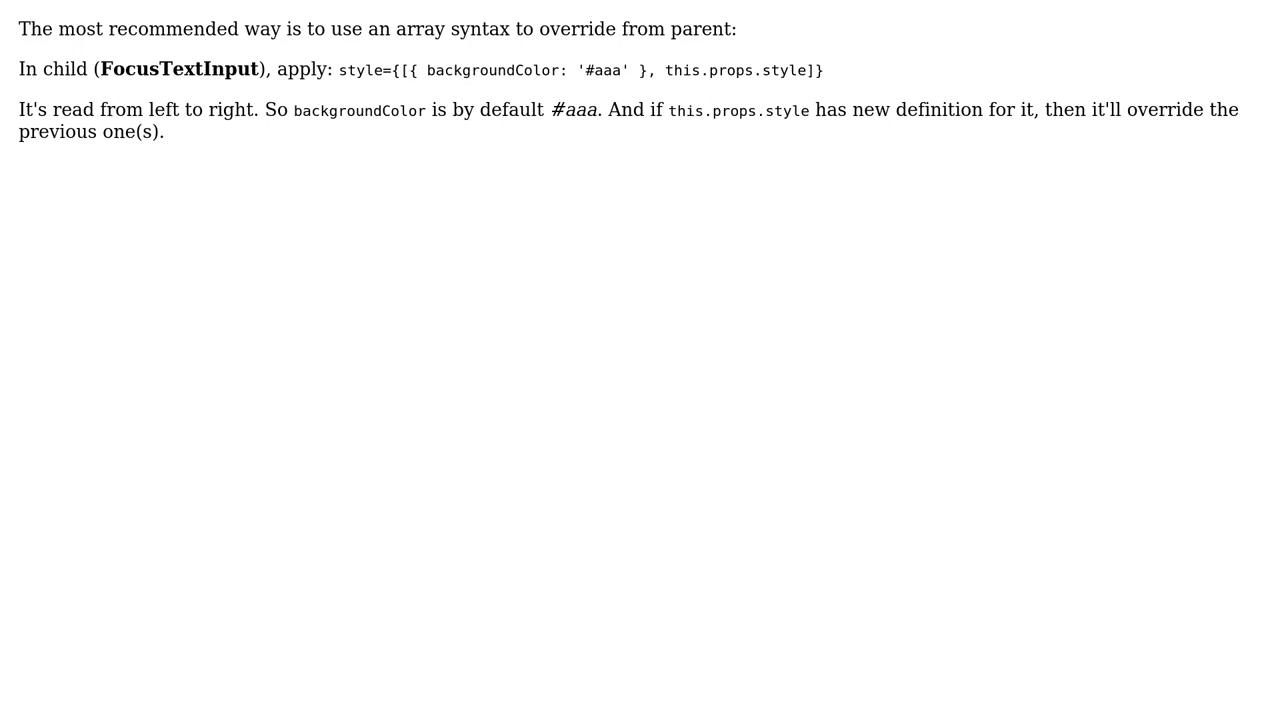 The most recommended way is to use an array syntax to override from parent:
In child (FocusTextInput), apply: style={[{ backgroundColor: '#aaa' }, this.props.style]}
It's read from left to right. So backgroundColor is by default #aaa. And if this.props.style has new definition for it, then it'll override the
previous one(s).